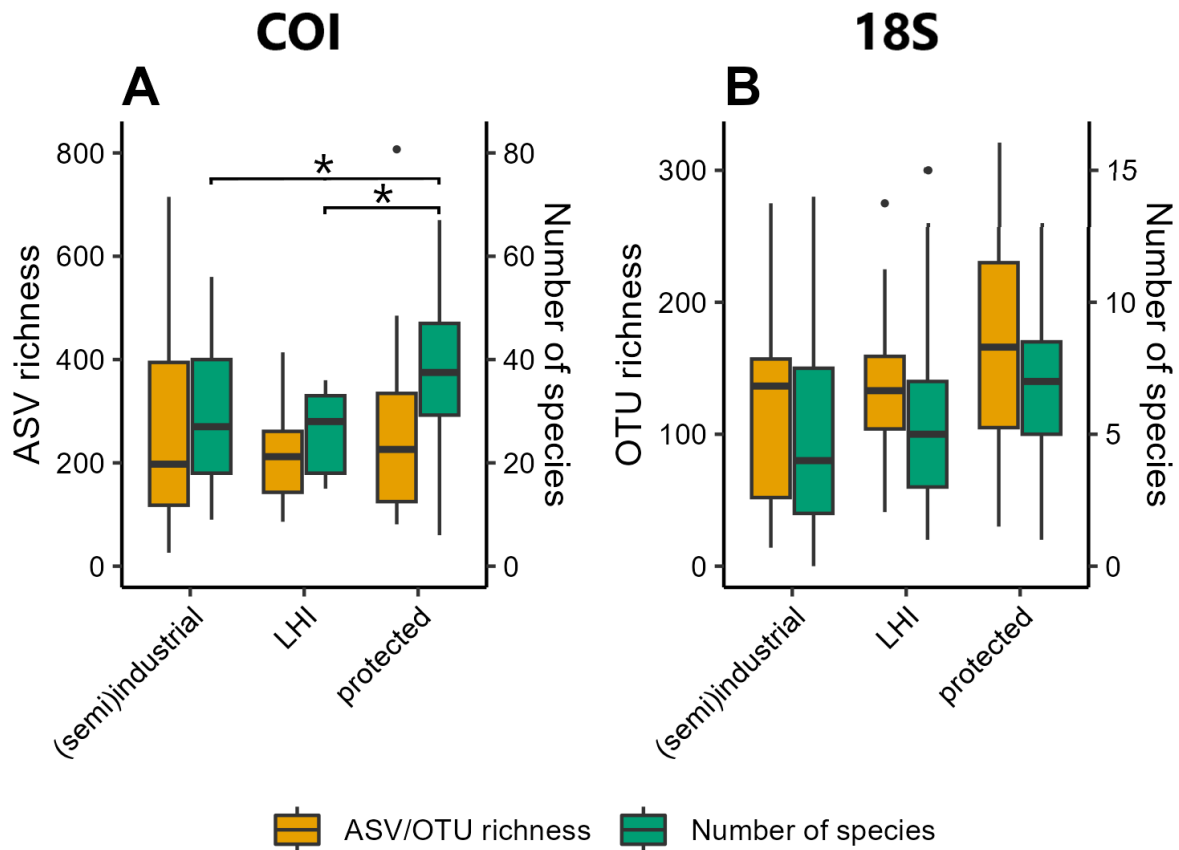 COI
18S
A
B
800
600
400
200
0
ASV richness
80
60
40
20
0
Number of species
* 
*
(semi)industrial
LHI
protected
300
200
100
0
OTU richness
15
10
5
0
Number of species
(semi)industrial
LHI
protected
ASV/OTU richness
Number of species